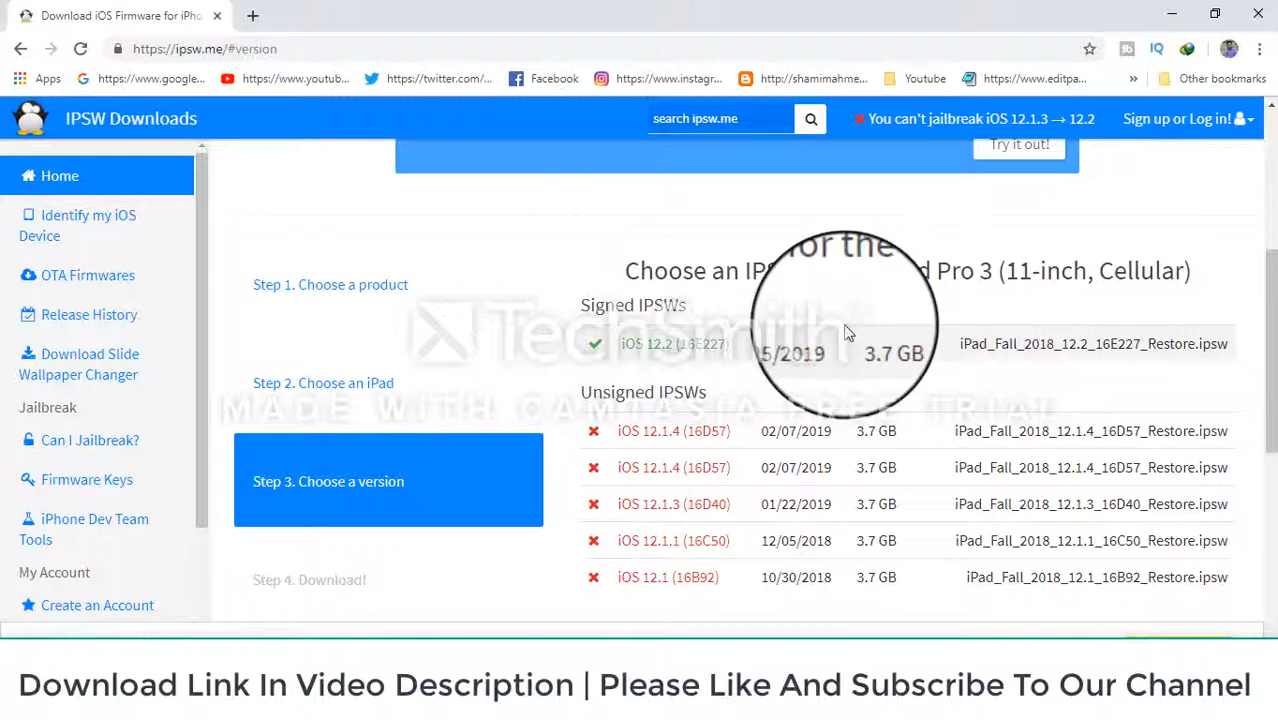 Download iOS Firmware for iPho
https://ipsw.me/#version
Apps
https://www.google...
https://www.youtub...
https://twitter.com/...
Facebook
https://www.instagr...
http://shamimahme...
Youtube
https://www.editpa...
Other bookmarks
IPSW Downloads
search ipsw.me
You can't jailbreak iOS 12.1.3 → 12.2
Sign up or Log in!
Try it out!
Home
Identify my iOS
Device
OTA Firmwares
Release History
Download Slide
Wallpaper Changer
Jailbreak
Can I Jailbreak?
Firmware Keys
iPhone Dev Team
Tools
My Account
Create an Account
Step 1. Choose a product
Step 2. Choose an iPad
Step 3. Choose a version
Step 4. Download!
for the
Choose an IPS d Pro 3 (11-inch, Cellular)
Signed IPSWs
iOS 12.2 (16E227) 5/2019 3.7 GB iPad_Fall_2018_12.2_16E227_Restore.ipsw
Unsigned IPSWs
iOS 12.1.4 (16D57) 02/07/2019 3.7 GB iPad_Fall_2018_12.1.4_16D57_Restore.ipsw
iOS 12.1.4 (16D57) 02/07/2019 3.7 GB iPad_Fall_2018_12.1.4_16D57_Restore.ipsw
iOS 12.1.3 (16D40) 01/22/2019 3.7 GB iPad_Fall_2018_12.1.3_16D40_Restore.ipsw
iOS 12.1.1 (16C50) 12/05/2018 3.7 GB iPad_Fall_2018_12.1.1_16C50_Restore.ipsw
iOS 12.1 (16B92) 10/30/2018 3.7 GB iPad_Fall_2018_12.1_16B92_Restore.ipsw
TechSmith
MADE WITH CAMTASIA FREE TRIAL
Download Link In Video Description | Please Like And Subscribe To Our Channel